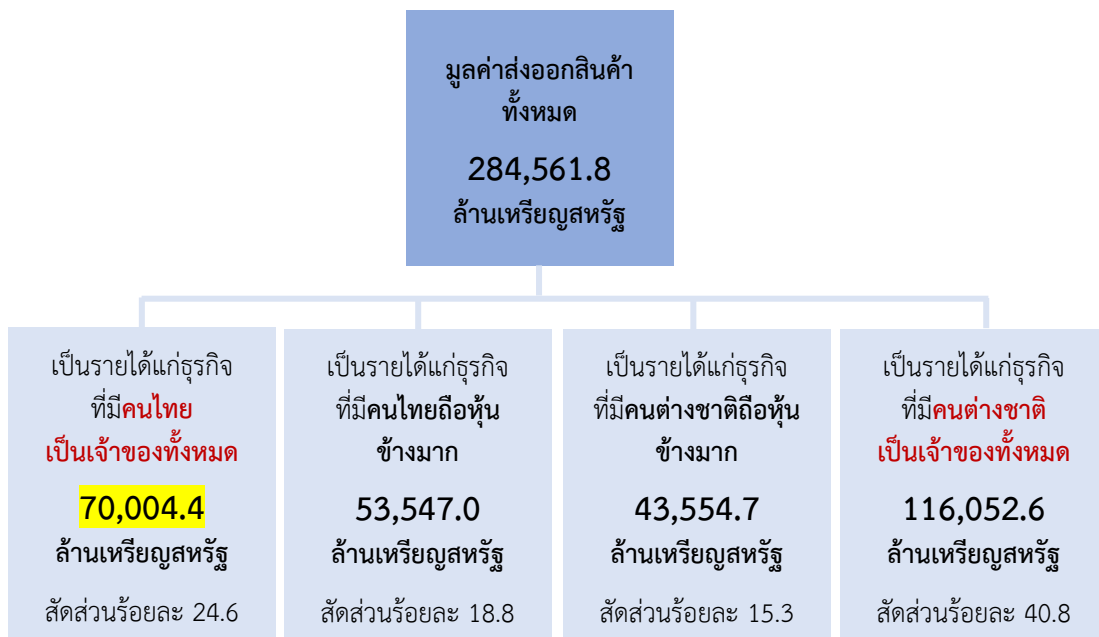 มูลค่าส่งออกสินค้า
ทั้งหมด
284,561.8
ล้านเหรียญสหรัฐ
เป็นรายได้แก่ธุรกิจ
ที่มีคนไทย
เป็นเจ้าของทั้งหมด
70,004.4
ล้านเหรียญสหรัฐ
สัดส่วนร้อยละ 24.6
เป็นรายได้แก่ธุรกิจ
ที่มีคนไทยถือหุ้น
ข้างมาก
53,547.0
ล้านเหรียญสหรัฐ
สัดส่วนร้อยละ 18.8
เป็นรายได้แก่ธุรกิจ
ที่มีคนต่างชาติถือหุ้น
ข้างมาก
43,554.7
ล้านเหรียญสหรัฐ
สัดส่วนร้อยละ 15.3
เป็นรายได้แก่ธุรกิจ
ที่มีคนต่างชาติ
เป็นเจ้าของทั้งหมด
116,052.6
ล้านเหรียญสหรัฐ
สัดส่วนร้อยละ 40.8